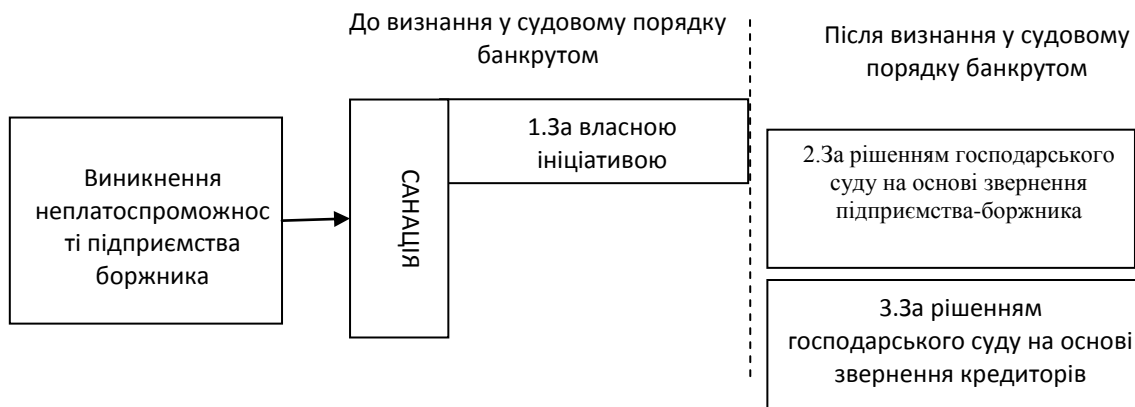 До визнання у судовому порядку
банкрутом
Після визнання у судовому
порядку банкрутом
Виникнення
неплатоспроможнос
ті підприємства
боржника
САНАЦІЯ
1.За власною
ініціативою
2.За рішенням господарського
суду на основі звернення
підприємства-боржника
3.За рішенням
господарського суду на основі
звернення кредиторів